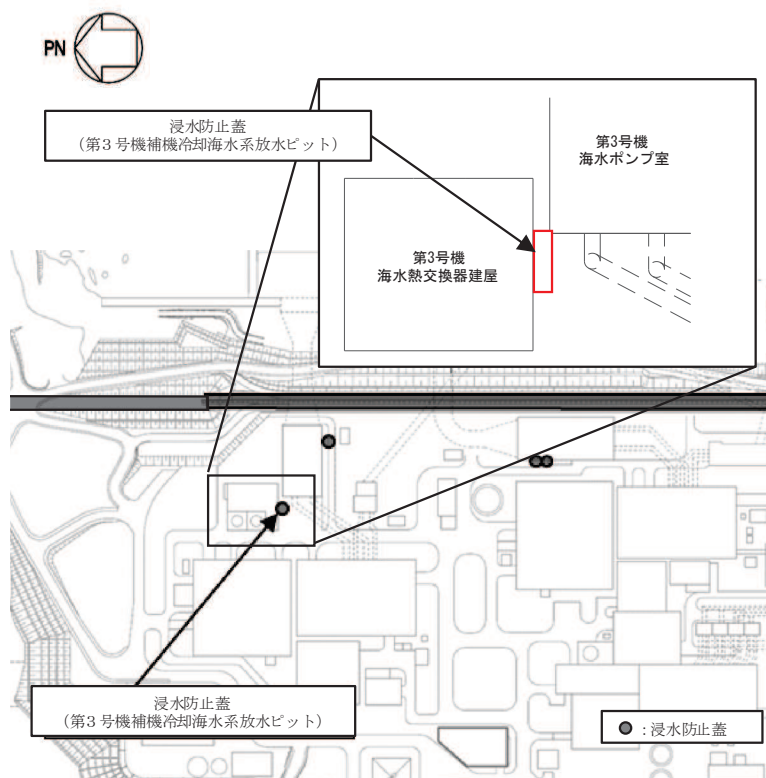 PN
浸水防止蓋
（第３号機補機冷却海水系放水ピット）
第3号機
海水ポンプ室
第3号機
海水熱交換器建屋
浸水防止蓋
（第３号機補機冷却海水系放水ピット）
：浸水防止蓋